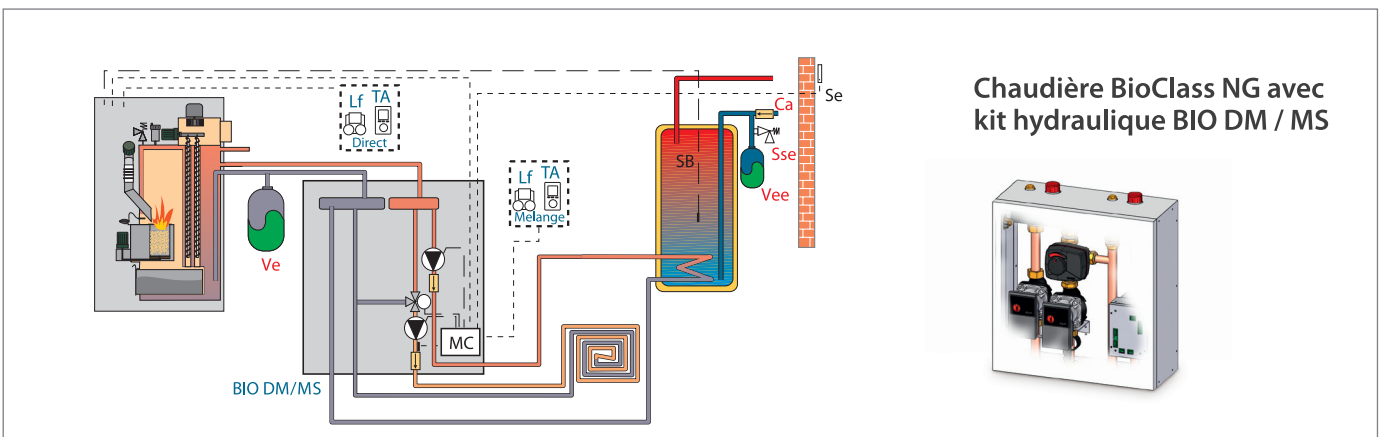 Chaudière BioClass NG avec
kit hydraulique BIO DM / MS
Lf TA
Direct
Lf TA
Melange
SB
Ca
Se
Sse
Vee
Ve
MC
BIO DM/MS